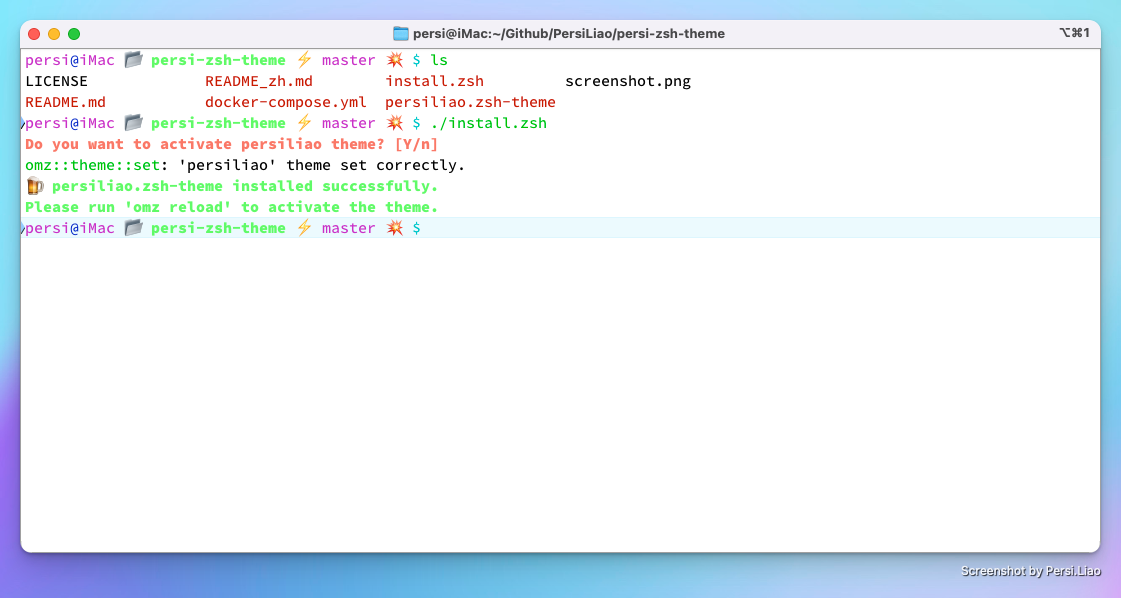 persi@iMac:~/Github/PersiLiao/persi-zsh-theme ⌥⌘1
persi@iMac 📂 persi-zsh-theme ⚡ master 💥 $ ls
LICENSE README_zh.md install.zsh screenshot.png
README.md docker-compose.yml persiliao.zsh-theme
persi@iMac 📂 persi-zsh-theme ⚡ master 💥 $ ./install.zsh
Do you want to activate persiliao theme? [Y/n]
omz::theme::set: 'persiliao' theme set correctly.
🍺 persiliao.zsh-theme installed successfully.
Please run 'omz reload' to activate the theme.
persi@iMac 📂 persi-zsh-theme ⚡ master 💥 $
Screenshot by Persi.Liao